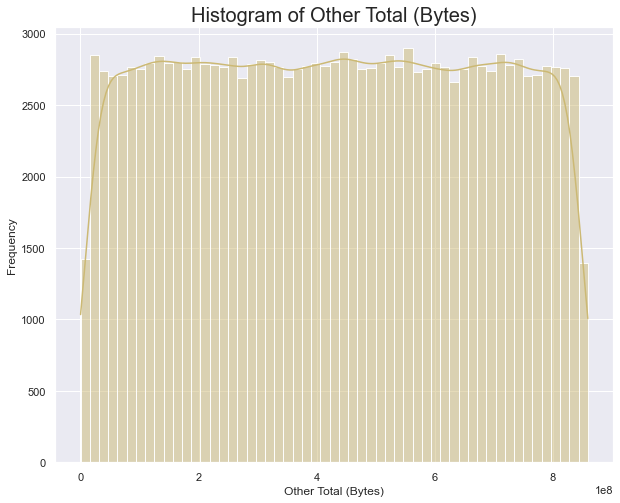 Histogram of Other Total (Bytes)
3000
2500
2000
1500
1000
500
0
Frequency
0 2 4 6 8
1e8
Other Total (Bytes)